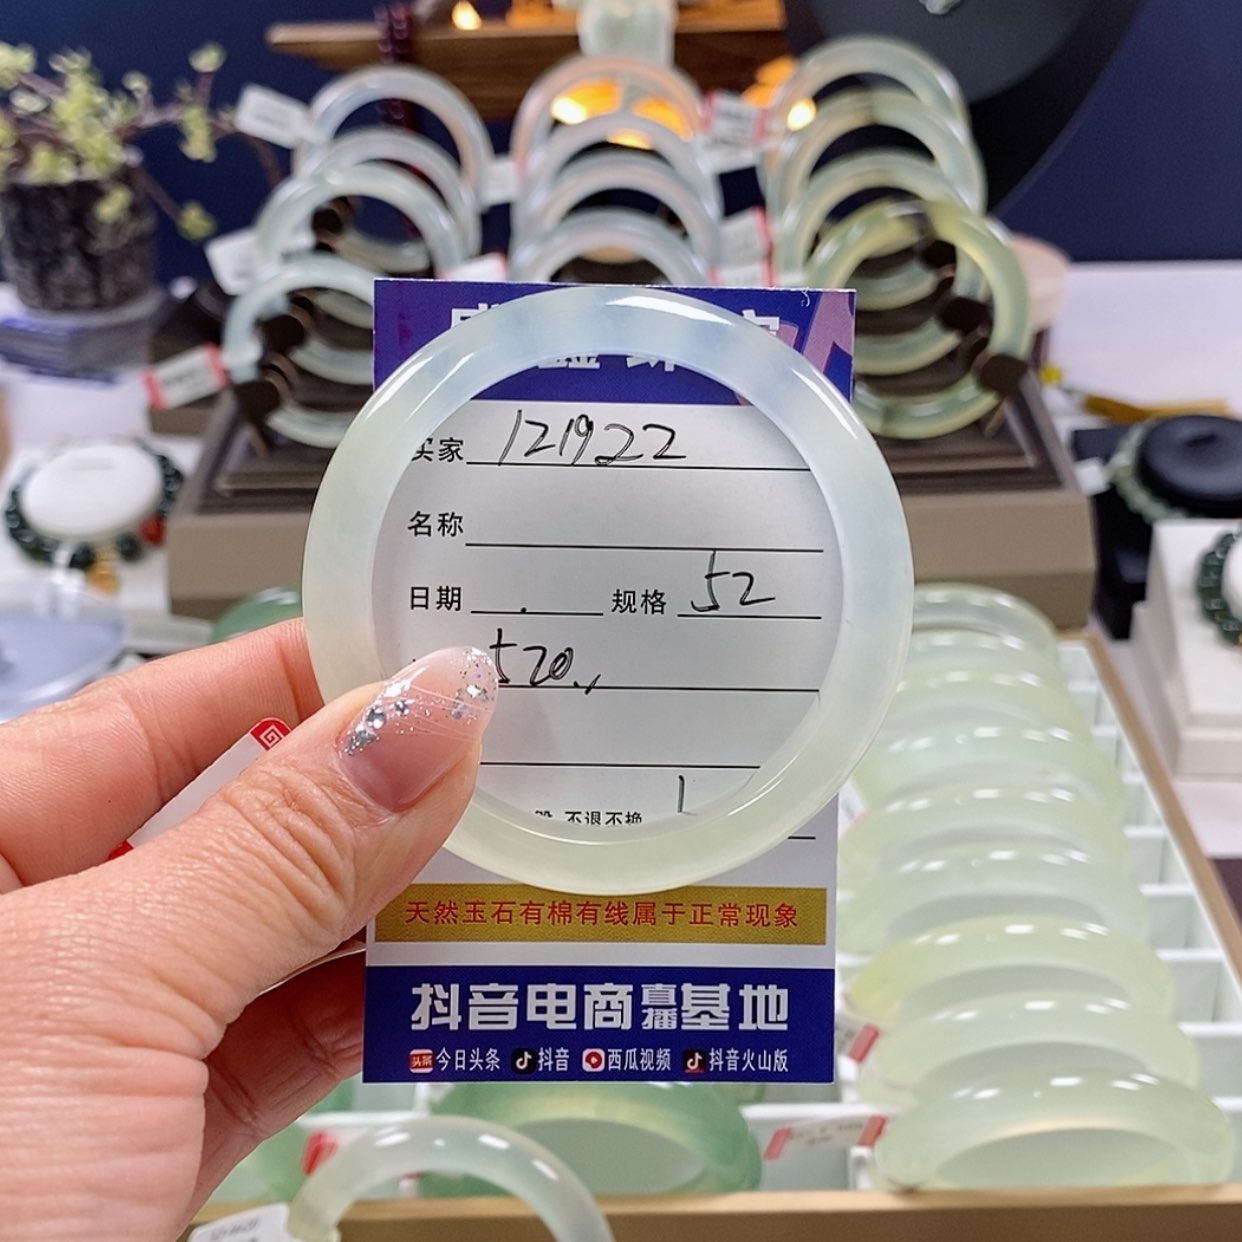 买家 121922
名称
日期 . 规格 52
520.,
不退不换
天然玉石有棉有线属于正常现象
抖音电商直播基地
头条 今日头条 抖音 西瓜视频 抖音火山版